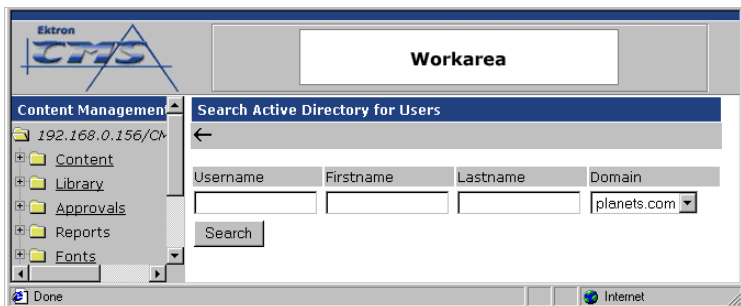 Ektron
CMS
Workarea
Content Management
Search Active Directory for Users
192.168.0.156/CM
Content
Library
Approvals
Reports
Fonts
Username Firstname Lastname Domain
planets.com
Search
Done
Internet